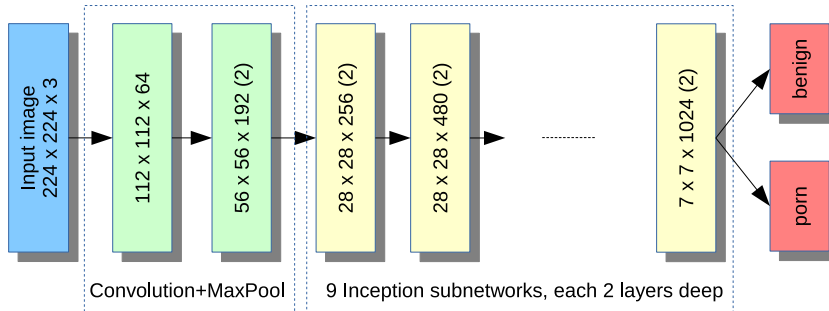 Input image
224 x 224 x 3
112 x 112 x 64
56 x 56 x 192 (2)
28 x 28 x 256 (2)
28 x 28 x 480 (2)
7 x 7 x 1024 (2)
benign
porn
Convolution+MaxPool
9 Inception subnetworks, each 2 layers deep